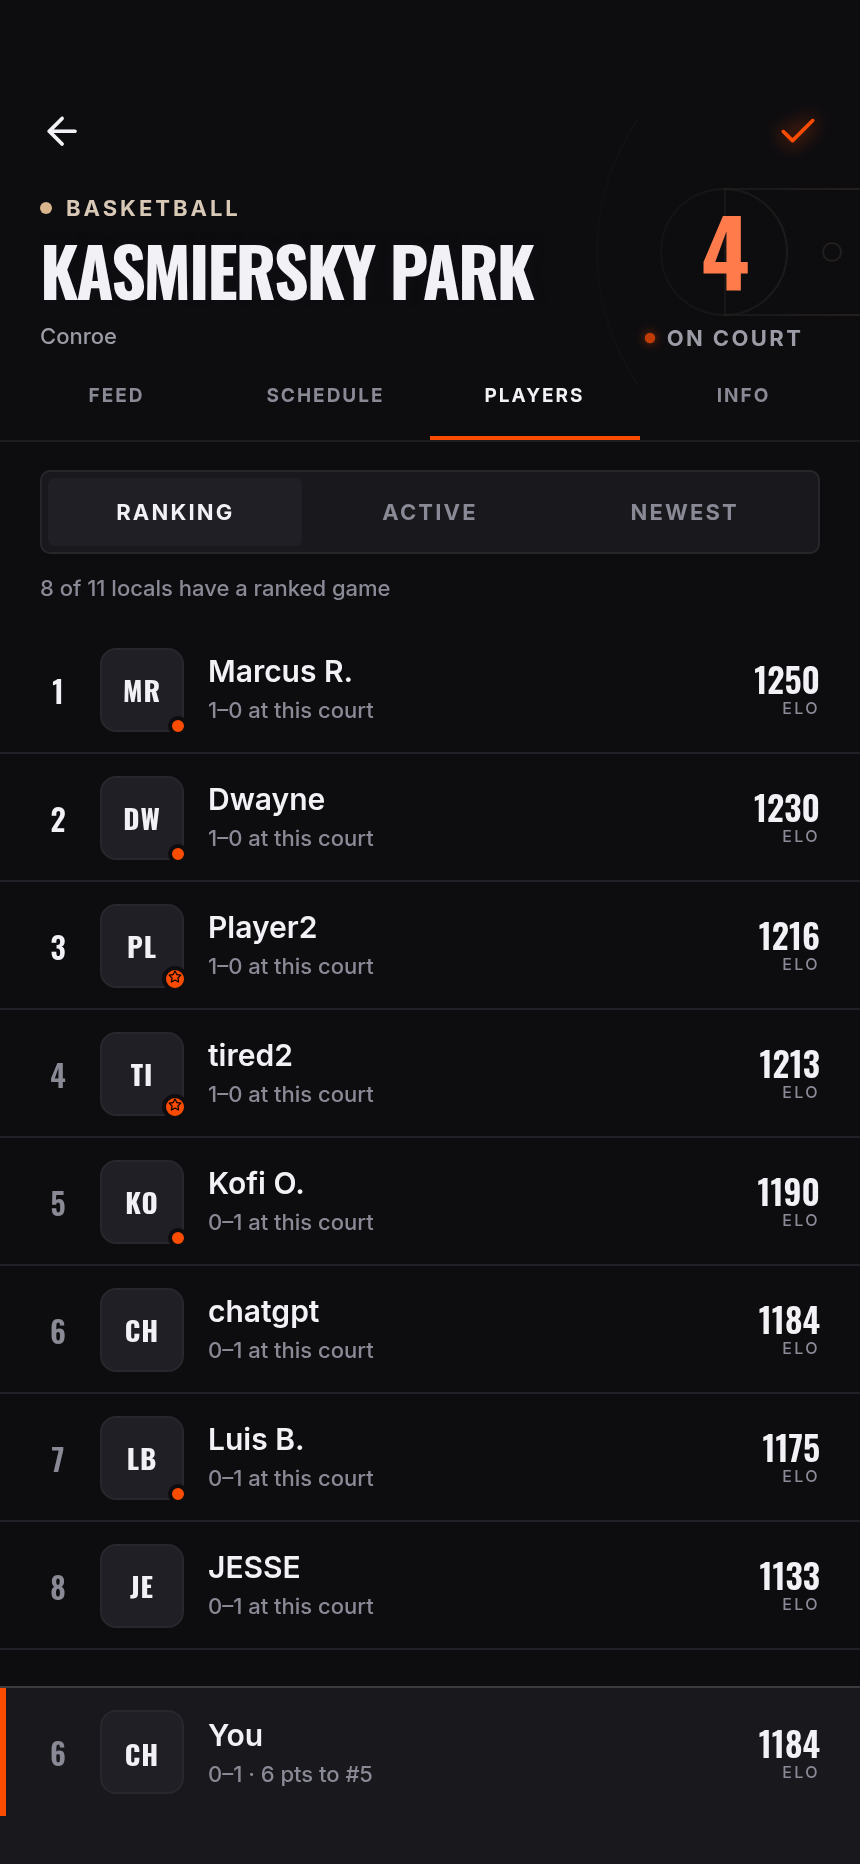 BASKETBALL
KASMIERSKY PARK
Conroe
4
ON COURT
FEED
SCHEDULE
PLAYERS
INFO
RANKING
ACTIVE
NEWEST
8 of 11 locals have a ranked game
1
MR
Marcus R.
1–0 at this court
1250
ELO
2
DW
Dwayne
1–0 at this court
1230
ELO
3
PL
Player2
1–0 at this court
1216
ELO
4
TI
tired2
1–0 at this court
1213
ELO
5
KO
Kofi O.
0–1 at this court
1190
ELO
6
CH
chatgpt
0–1 at this court
1184
ELO
7
LB
Luis B.
0–1 at this court
1175
ELO
8
JE
JESSE
0–1 at this court
1133
ELO
6
CH
You
0–1 · 6 pts to #5
1184
ELO